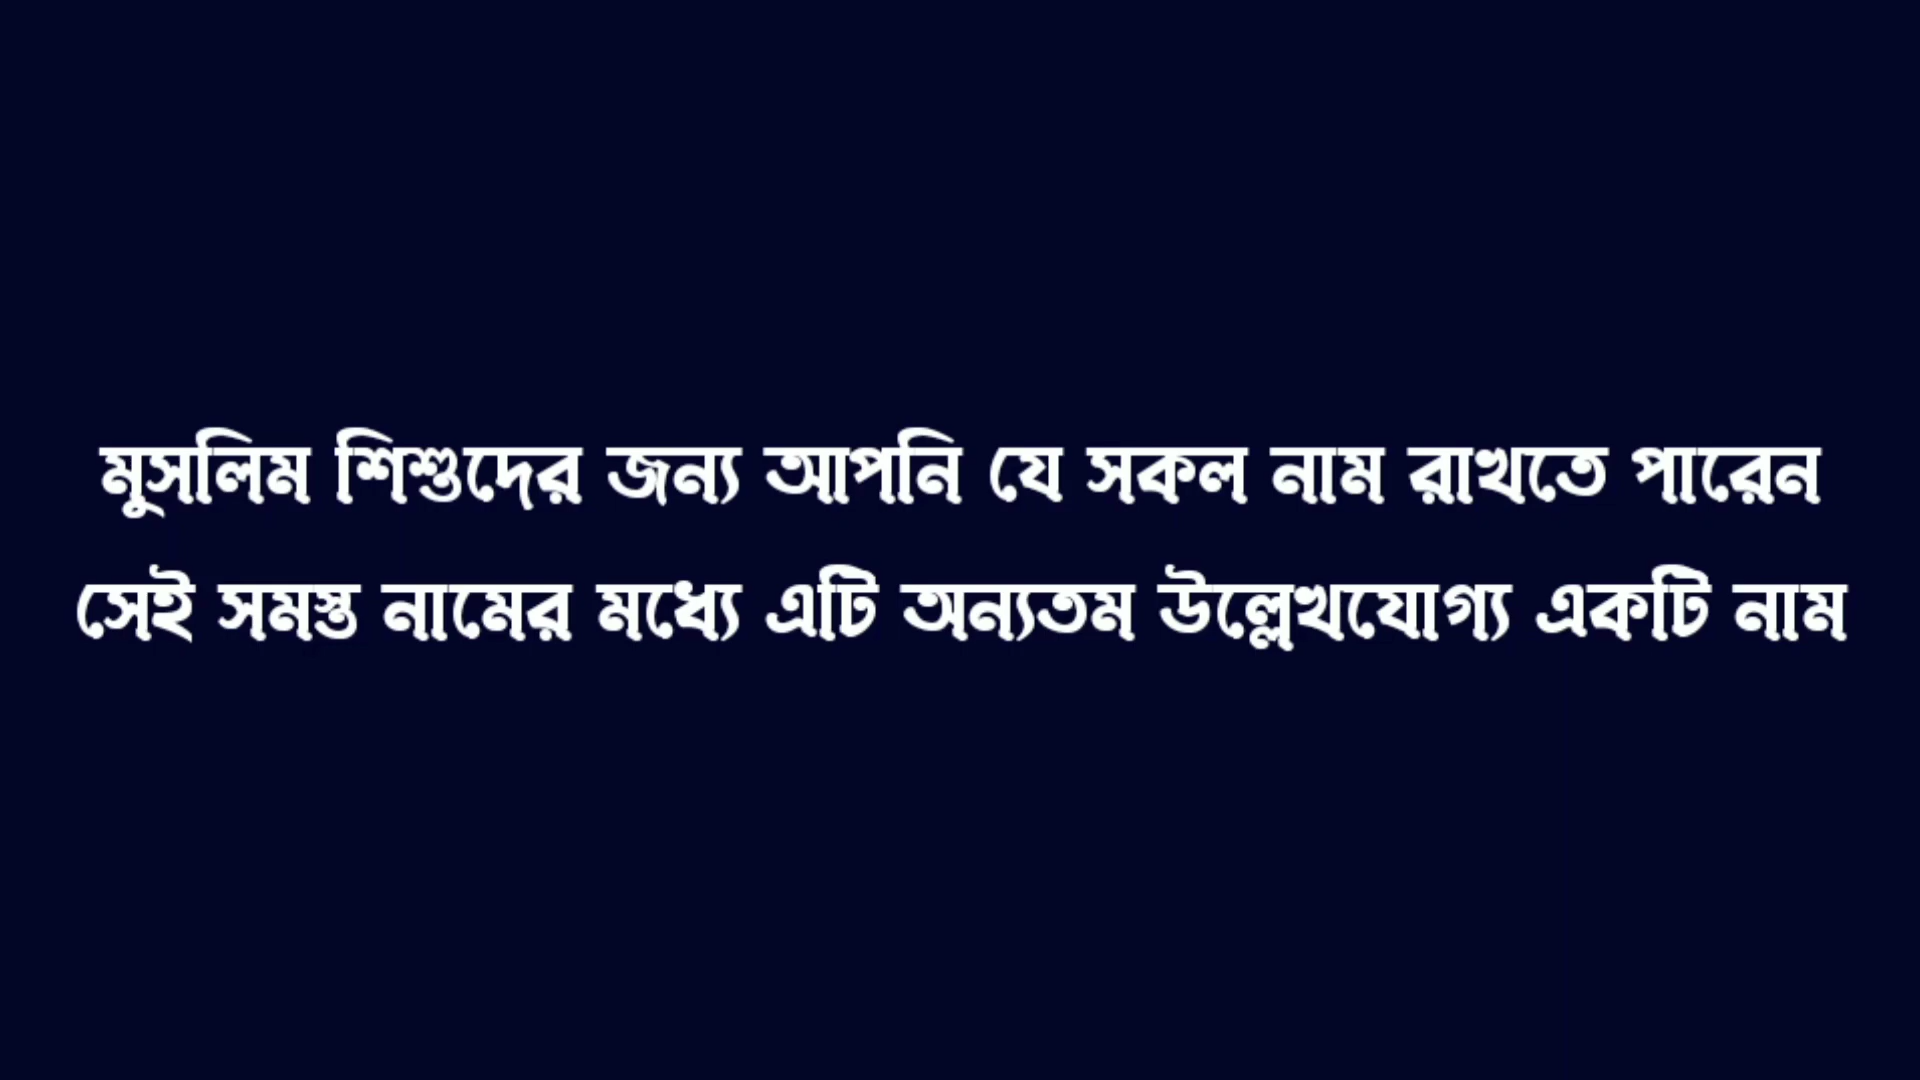 মুসলিম শিশুদের জন্য আপনি যে সকল নাম রাখতে পারেন
সেই সমস্ত নামের মধ্যে এটি অন্যতম উল্লেখযোগ্য একটি নাম